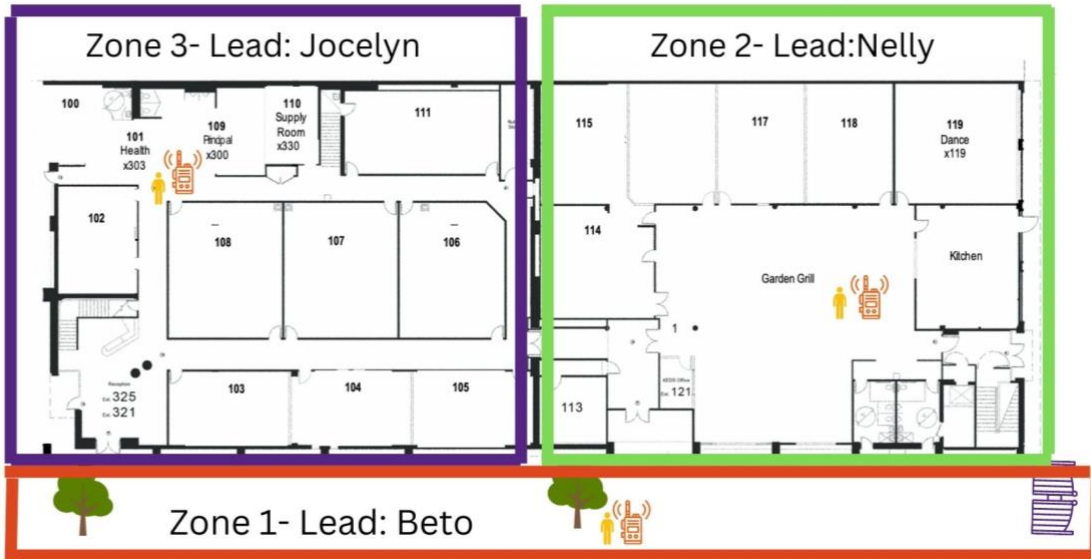 Zone 3- Lead: Jocelyn
Zone 2- Lead:Nelly
100
101
Health
x303
109
Principal
x300
110
Supply
Room
x330
111
115
117
118
119
Dance
x119
102
108
107
106
114
Garden Grill
Kitchen
1
Reception
Ext. 325
Ext. 321
103
104
105
113
Ext. 121
Zone 1- Lead: Beto